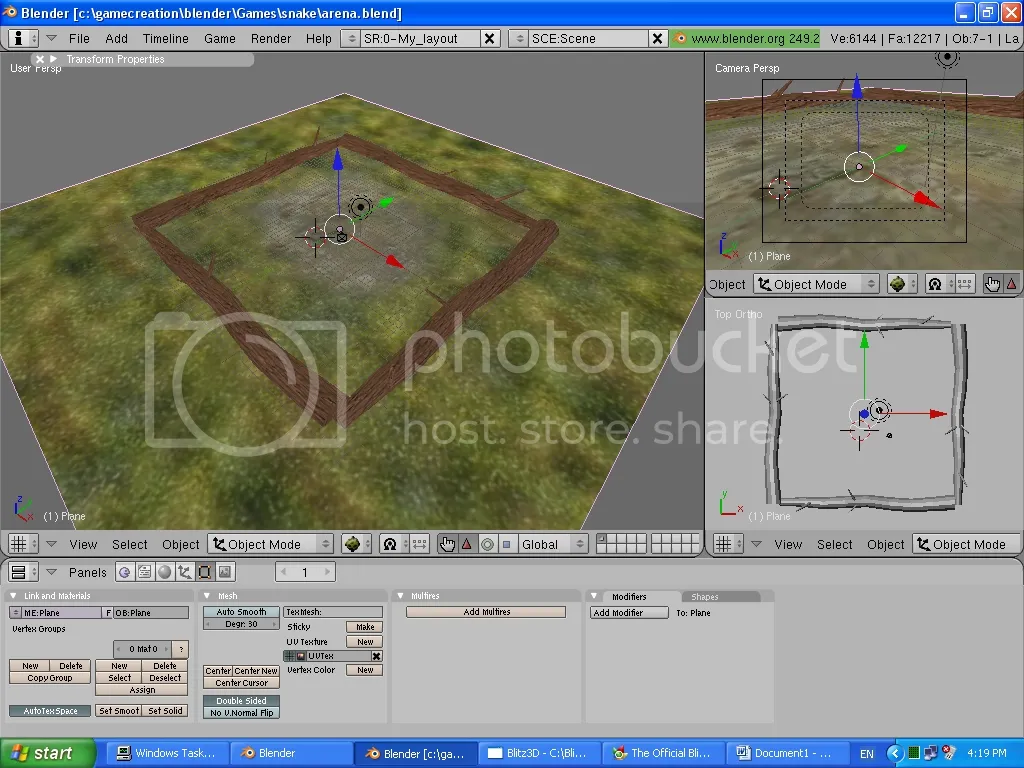 Blender [c:\gamecreation\blender\Games\snake\arena.blend]
File Add Timeline Game Render Help SR:0-My_layout SCE:Scene www.blender.org 249.2 Ve:6144 | Fa:12217 | Ob:7-1 | La
User Persp
Transform Properties
Camera Persp
z
(1) Plane
Object Object Mode
Top Ortho
y
x
(1) Plane
z
x
(1) Plane
photobucket
host. store. share.
View Select Object Object Mode Global
View Select Object Object Mode
Panels 1
Link and Materials
ME:Plane F OB:Plane
Vertex Groups
0 Mat 0 ?
New Delete New Delete
Copy Group Select Deselect
Assign
AutoTexSpace Set Smoot Set Solid
Mesh
Auto Smooth
Degr: 30
TexMesh:
Sticky Make
UV Texture New
UVTex
Vertex Color New
Center Center New
Center Cursor
Double Sided
No V.Normal Flip
Multires
Add Multires
Modifiers Shapes
Add Modifier To: Plane
start Windows Task... Blender Blender [c:\ga... Blitz3D - C:\Bli... The Official Bli... Document1 - ... EN 4:19 PM